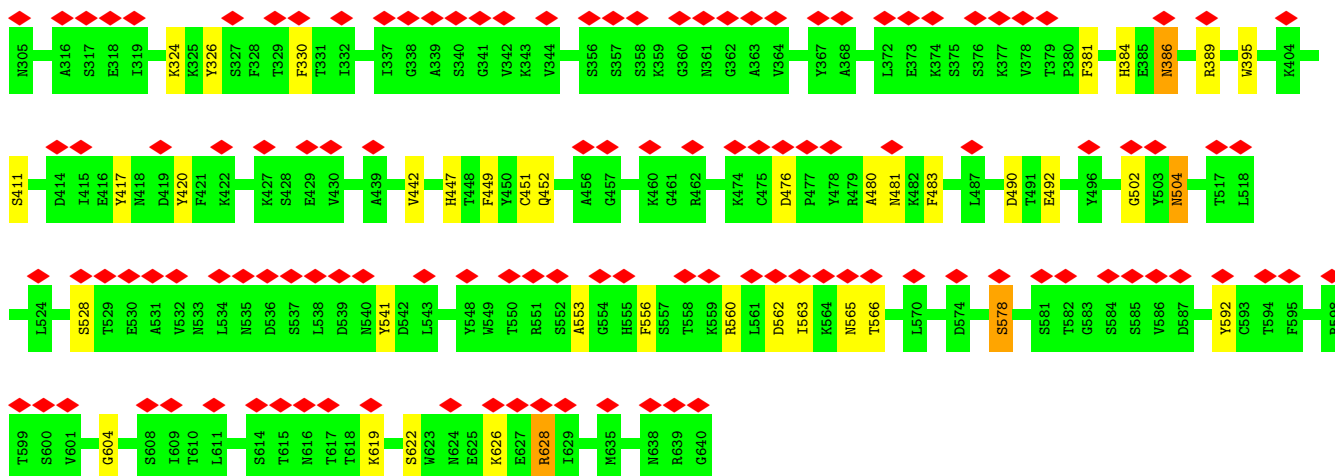 N305 A316 S317 E318 I319 K324 K325 Y326 S327 F328 T329 F330 T331 I332 I337 G338 A339 S340 G341 V342 K343 V344 S356 S357 S358 K359 G360 N361 G362 A363 V364 Y367 A368 L372 E373 K374 S375 S376 K377 V378 T379 P380 F381 H384 E385 N386 R389 W395 K404
S411 D414 I415 E416 Y417 N418 D419 Y420 F421 K422 K427 S428 E429 V430 A439 V442 H447 T448 F449 Y450 C451 Q452 A456 G457 K460 G461 R462 K474 C475 D476 P477 Y478 R479 A480 N481 K482 F483 L487 D490 T491 E492 Y496 G502 Y503 N504 T517 L518
L524 S528 T529 E530 A531 V532 N533 L534 N535 D536 S537 L538 D539 N540 Y541 D542 L543 Y548 W549 T550 R551 S552 A553 G554 H555 F556 S557 T558 K559 R560 L561 D562 I563 K564 N565 T566 L570 D574 S578 S581 T582 G583 S584 S585 V586 D587 Y592 C593 T594 F595
T599 S600 V601 G604 S608 I609 T610 L611 S614 T615 N616 T617 T618 K619 S622 W623 N624 E625 K626 E627 R628 I629 M635 N638 R639 G640